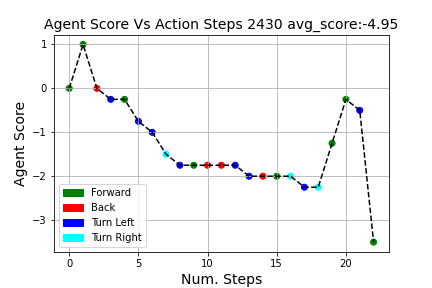 Agent Score Vs Action Steps 2430 avg_score:-4.95
Agent Score
1
0
−1
−2
−3
Forward
Back
Turn Left
Turn Right
0 5 10 15 20
Num. Steps